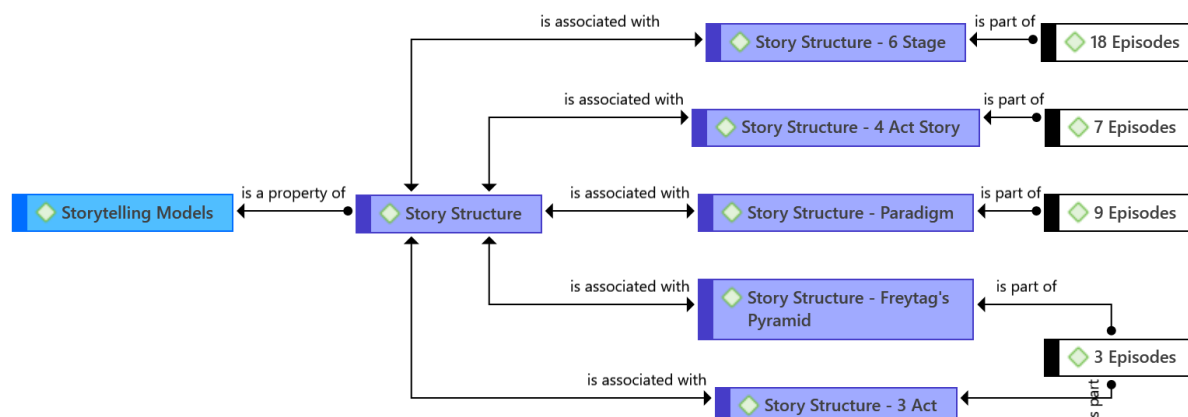 is associated with
Story Structure - 6 Stage
is part of
18 Episodes
is associated with
Story Structure - 4 Act Story
is part of
7 Episodes
Storytelling Models
is a property of
Story Structure
is associated with
Story Structure - Paradigm
is part of
9 Episodes
is associated with
Story Structure - Freytag's
Pyramid
is part of
3 Episodes
is associated with
Story Structure - 3 Act
is part